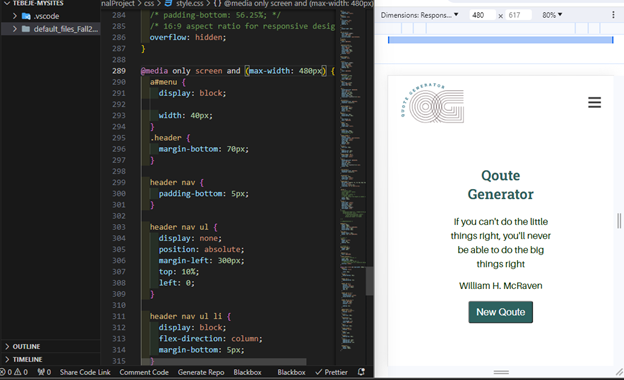 TEBEJE-MYSITES
.vscode
default_files_Fall2...
nalProject > css > style.css > {} @media only screen and (max-width: 480px)
284 /* padding-bottom: 56.25%; */
285 /* 16:9 aspect ratio for responsive desig
286 overflow: hidden;
287 }
288
289 @media only screen and (max-width: 480px) {
290 a#menu {
291 display: block;
292
293 width: 40px;
294 }
295 .header {
296 margin-bottom: 70px;
297 }
298
299 header nav {
300 padding-bottom: 5px;
301 }
302
303 header nav ul {
304 display: none;
305 position: absolute;
306 margin-left: 300px;
307 top: 10%;
308 left: 0;
309 }
310
311 header nav ul li {
312 display: block;
313 flex-direction: column;
314 margin-bottom: 5px;
315 }
OUTLINE
TIMELINE
0 0 0 Share Code Link Comment Code Generate Repo Blackbox Blackbox Prettier
Dimensions: Respons... 480 × 617 80%
QUOTE GENERATOR
QG
Qoute
Generator
If you can't do the little
things right, you'll never
be able to do the big
things right
William H. McRaven
New Qoute